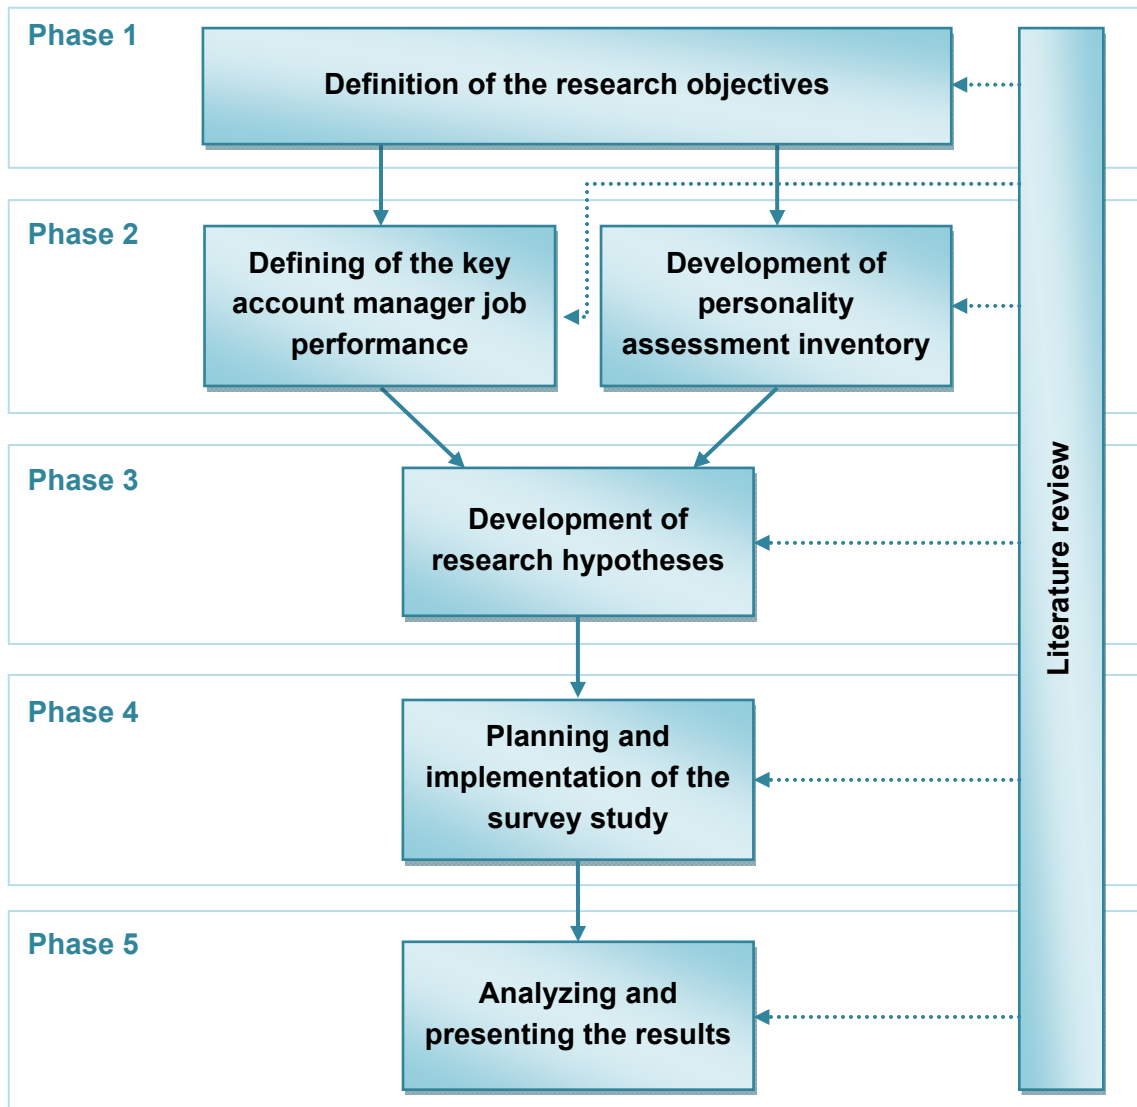 Phase 1
Definition of the research objectives
Phase 2
Defining of the key
account manager job
performance
Development of
personality
assessment inventory
Phase 3
Development of
research hypotheses
Phase 4
Planning and
implementation of the
survey study
Phase 5
Analyzing and
presenting the results
Literature review